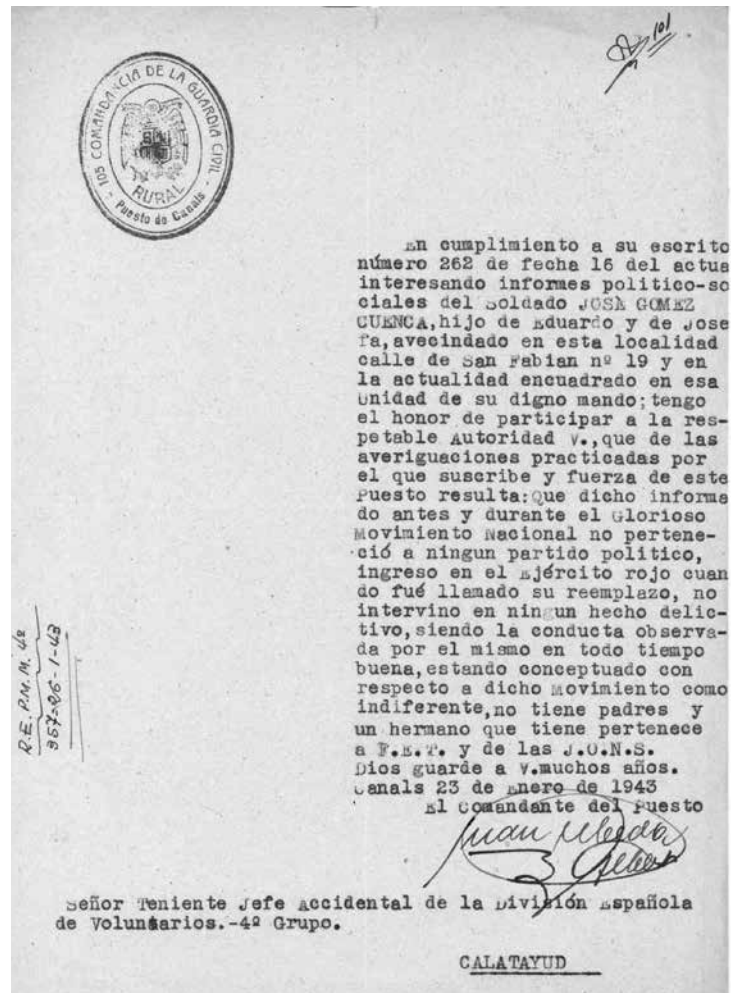 101
105 COMANDANCIA DE LA GUARDIA CIVIL -
RURAL
- Puesto de Canals -
En cumplimiento a su escrito
número 262 de fecha 16 del actua
interesando informes politico-so
ciales del Soldado JOSE GOMEZ
CUENCA,hijo de Eduardo y de Jose
fa,avecindado en esta localidad
calle de San Fabian nº 19 y en
la actualidad encuadrado en esa
Unidad de su digno mando;tengo
el honor de participar a la res-
petable Autoridad V.,que de las
averiguaciones practicadas por
el que suscribe y fuerza de este
Puesto resulta:Que dicho informa
do antes y durante el Glorioso
Movimiento Nacional no pertene-
ció a ningun partido politico,
ingreso en el Ejército rojo cuan
do fué llamado su reemplazo, no
intervino en ningun hecho delic-
tivo,siendo la conducta observa-
da por el mismo en todo tiempo
buena,estando conceptuado con
respecto a dicho Movimiento como
indiferente,no tiene padres y
un hermano que tiene pertenece
a F.E.T. y de las J.O.N.S.
Dios guarde a V.muchos años.
Canals 23 de Enero de 1943
El Comandante del Puesto
Juan
R.E. P.M.M. 4ª
357-26-1-43
Señor Teniente Jefe Accidental de la División Española
de Voluntarios.-4º Grupo.
CALATAYUD